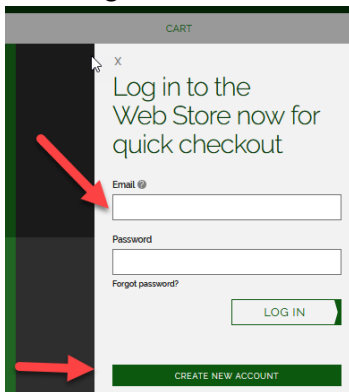 CART
X
Log in to the
Web Store now for
quick checkout
Email
Password
Forgot password?
LOG IN
CREATE NEW ACCOUNT